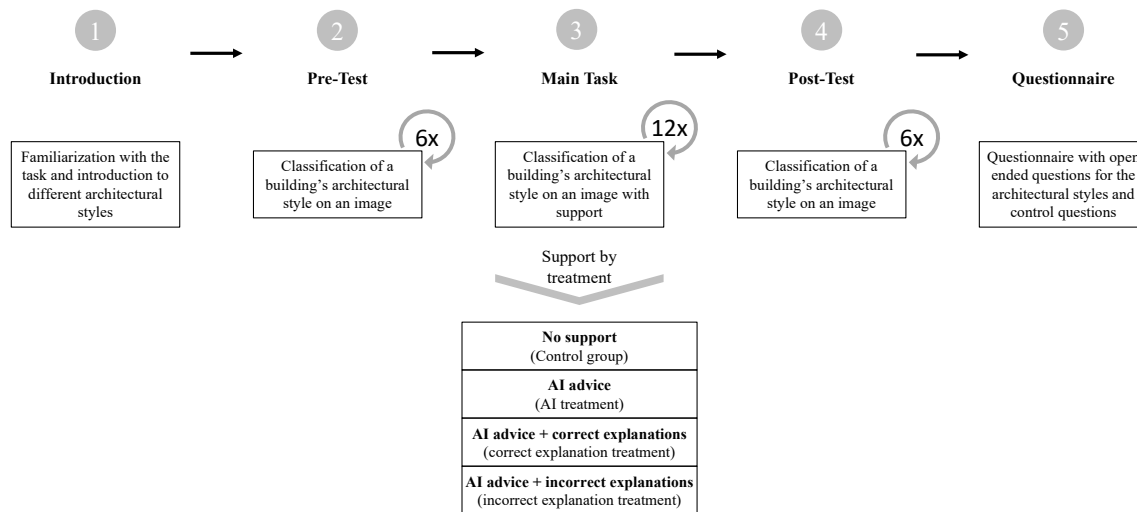 1
Introduction
Familiarization with the
task and introduction to
different architectural
styles
2
Pre-Test
6x
Classification of a
building's architectural
style on an image
3
Main Task
12x
Classification of a
building's architectural
style on an image with
support
Support by
treatment
No support
(Control group)
AI advice
(AI treatment)
AI advice + correct explanations
(correct explanation treatment)
AI advice + incorrect explanations
(incorrect explanation treatment)
4
Post-Test
6x
Classification of a
building's architectural
style on an image
5
Questionnaire
Questionnaire with open
ended questions for the
architectural styles and
control questions